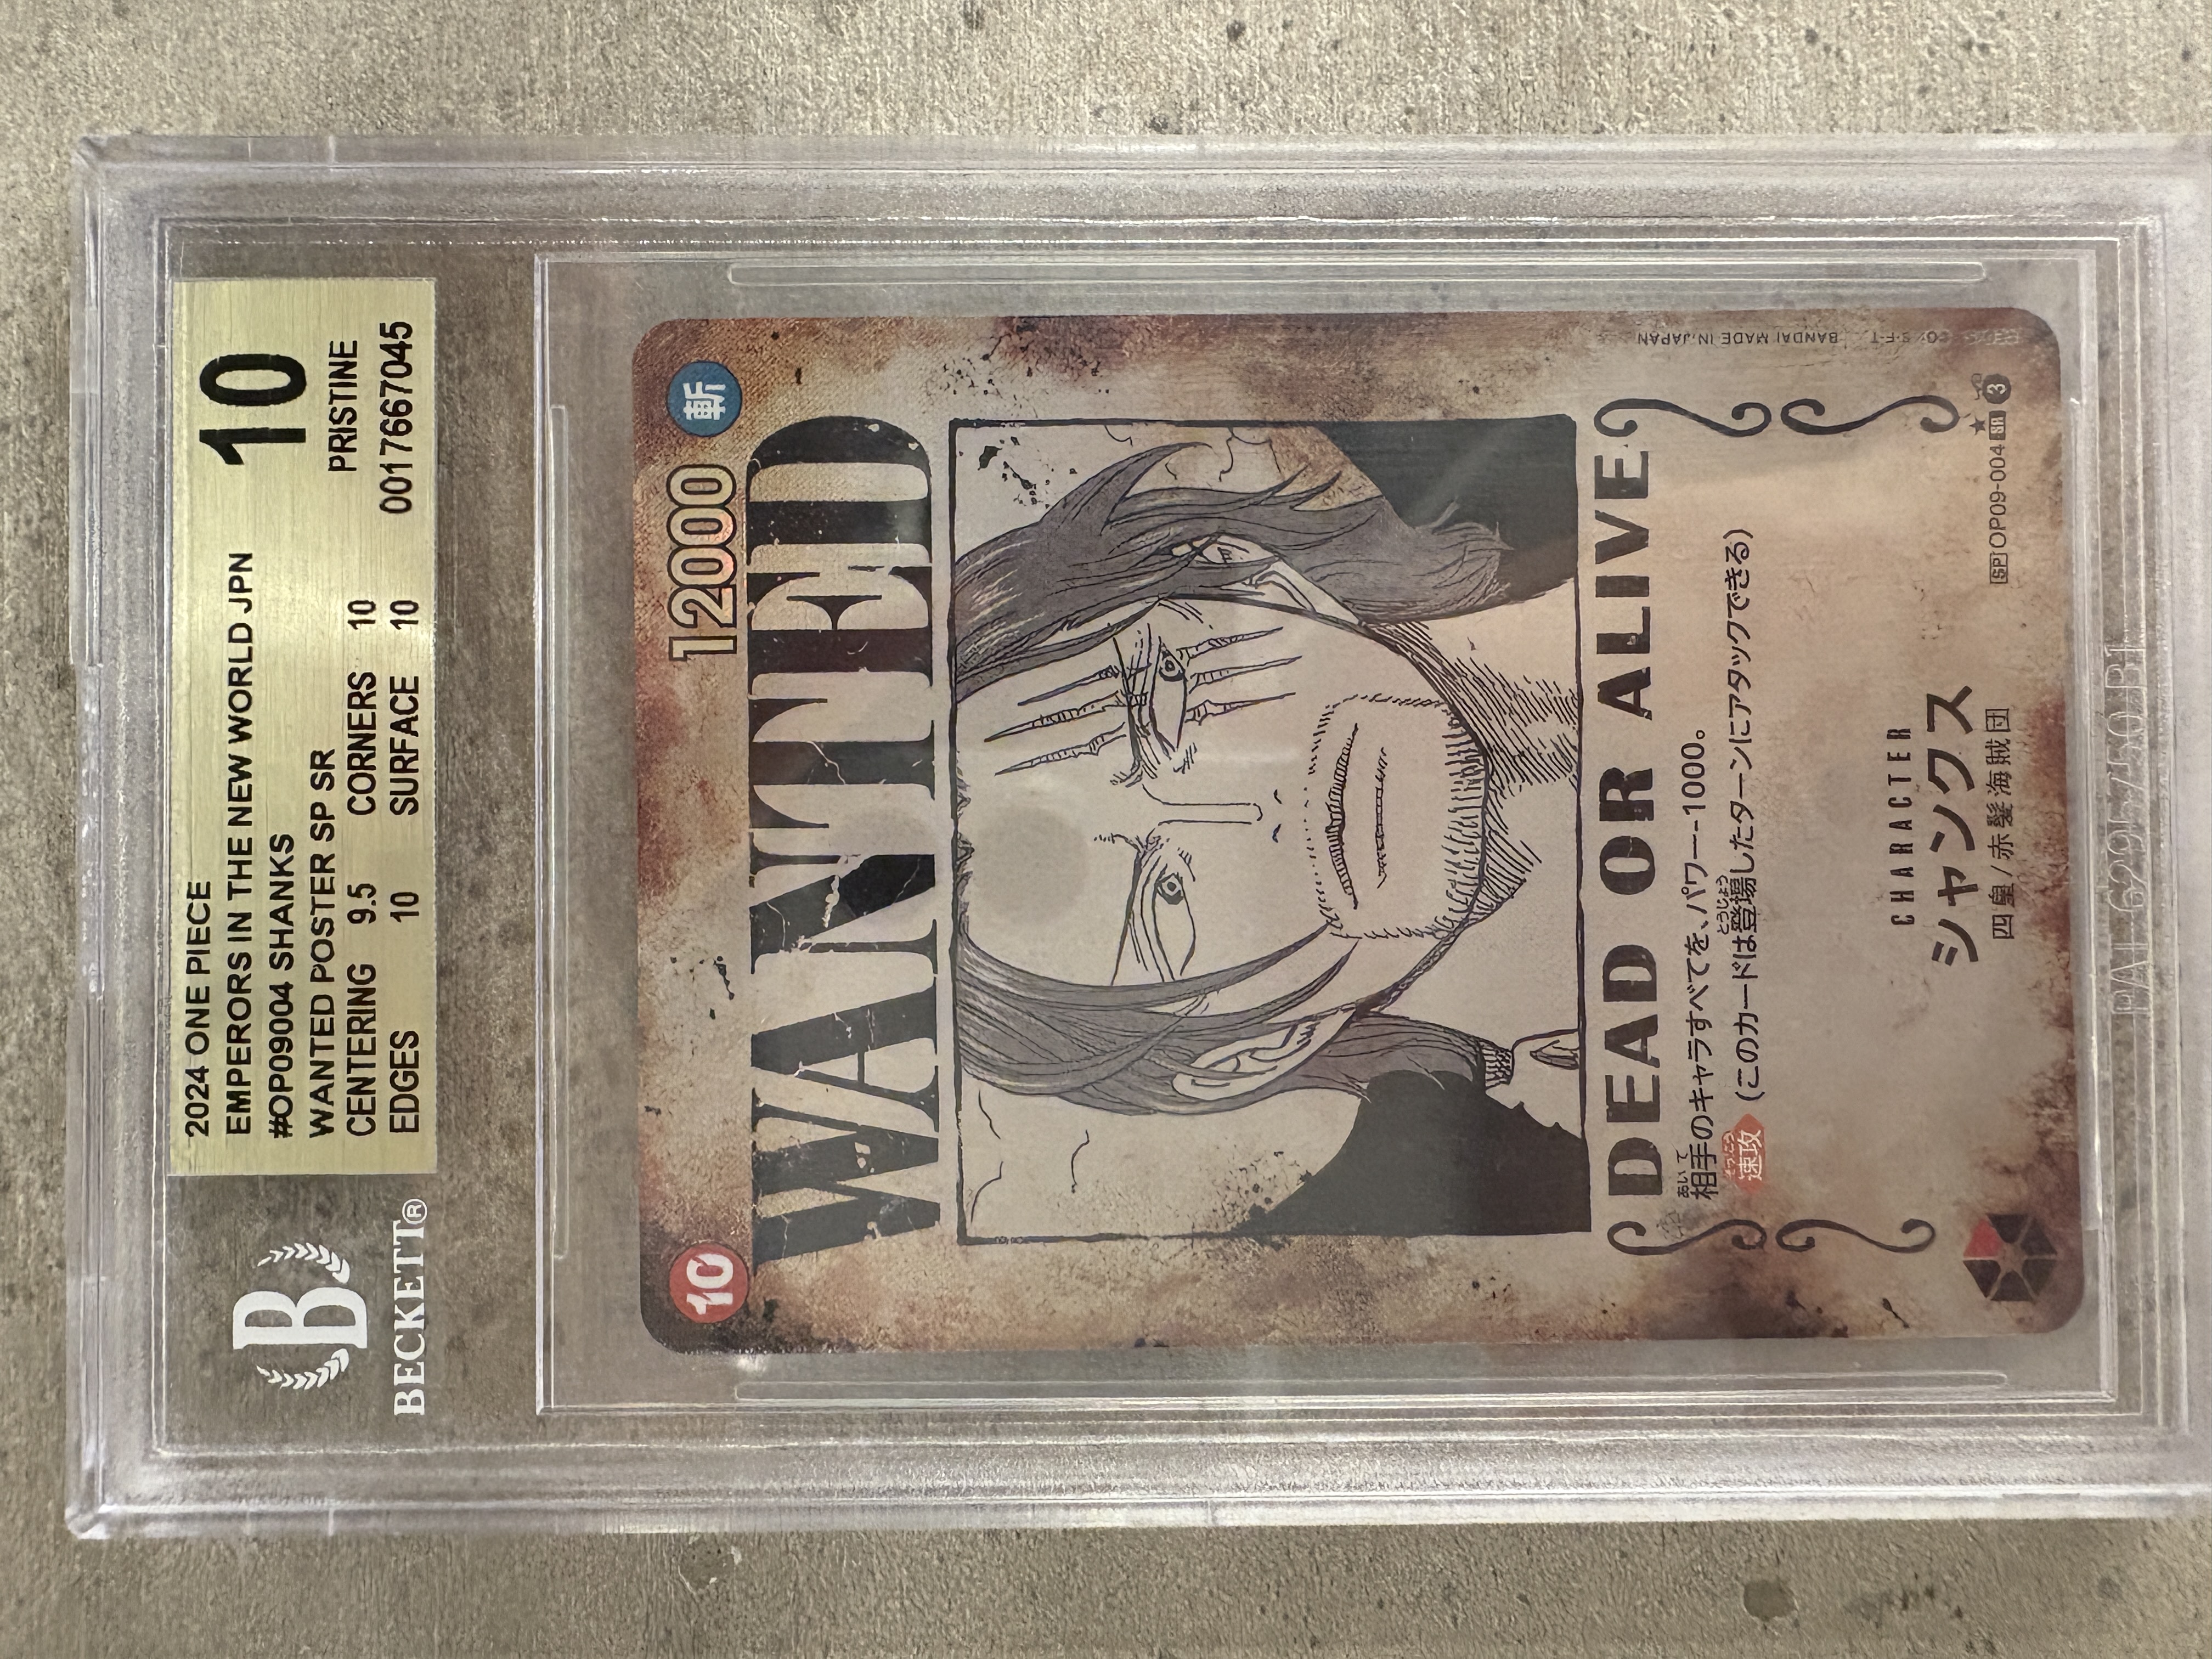 2024 ONE PIECE
EMPERORS IN THE NEW WORLD JPN
#OP09004 SHANKS
WANTED POSTER SP SR
CENTERING 9.5 CORNERS 10
EDGES 10 SURFACE 10
10
PRISTINE
0017667045
B
BECKETT®
10
12000
斬
WANTED
DEAD OR ALIVE
相手のキャラすべてを、パワー-1000。
速攻 (このカードは登場したターンにアタックできる)
CHARACTER
シャンクス
四皇/赤髪海賊団
SP OP09-004 SR 3
BANDAI MADE IN JAPAN